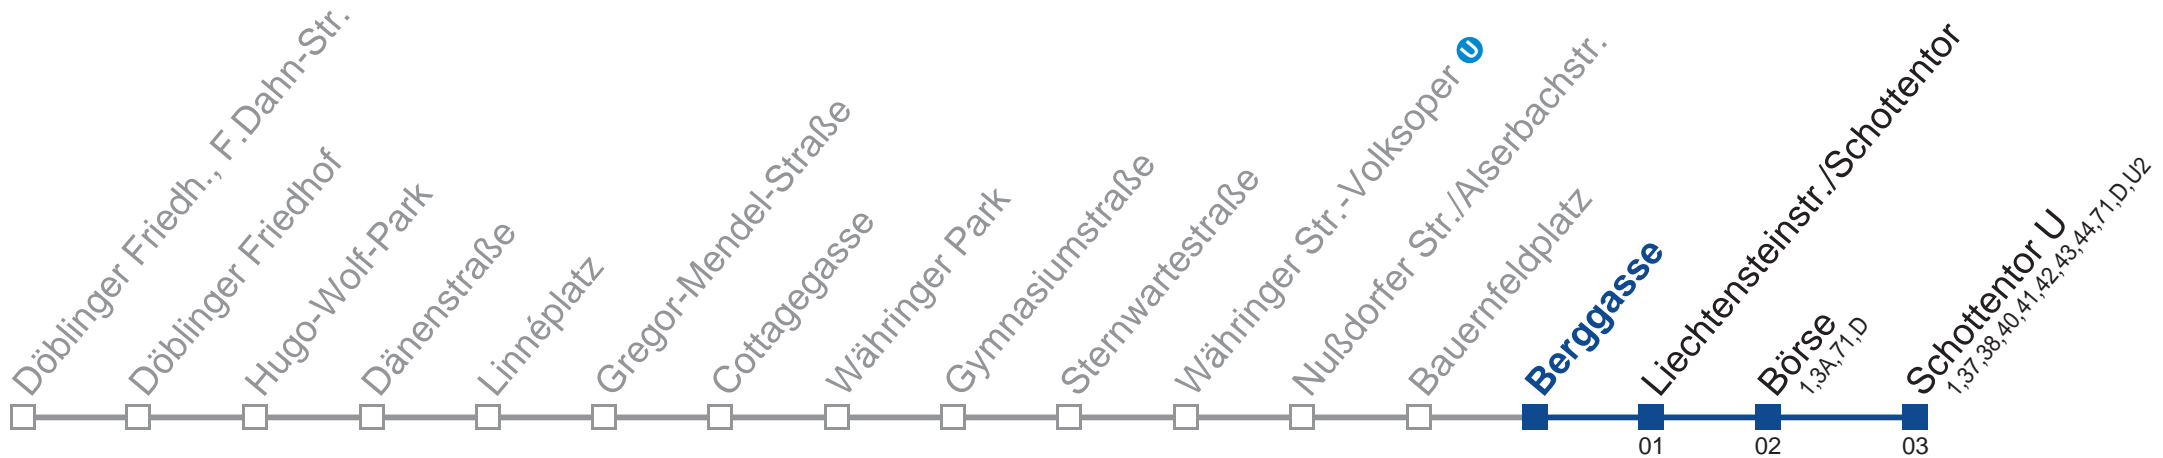 Döblinger Friedh., F.Dahn-Str.
Döblinger Friedhof
Hugo-Wolf-Park
Dänenstraße
Linnéplatz
Gregor-Mendel-Straße
Cottagegasse
Währinger Park
Gymnasiumstraße
Sternwartestraße
Währinger Str.-Volksoper U
Nußdorfer Str./Alserbachstr.
Bauernfeldplatz
Berggasse
Liechtensteinstr./Schottentor
01
Börse
1,3A,71,D
02
Schottentor U
1,37,38,40,41,42,43,44,71,D,U2
03